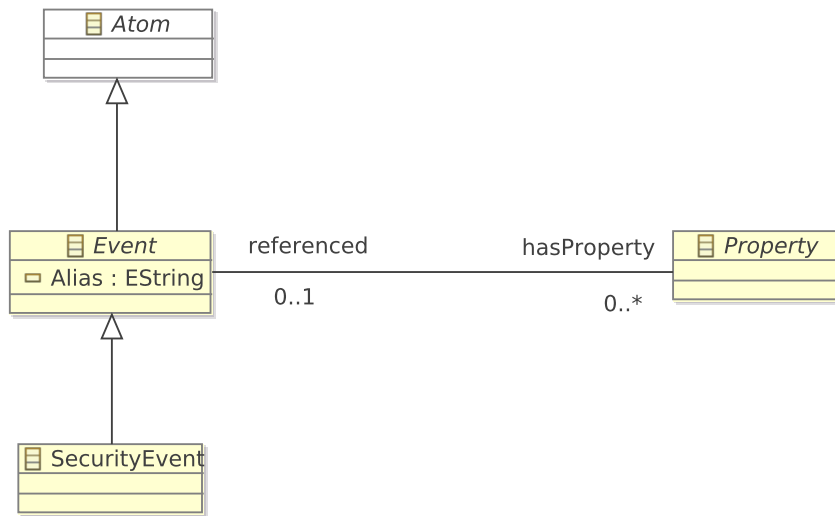 Atom
Event
Alias : EString
referenced
0..1
hasProperty
0..*
Property
SecurityEvent